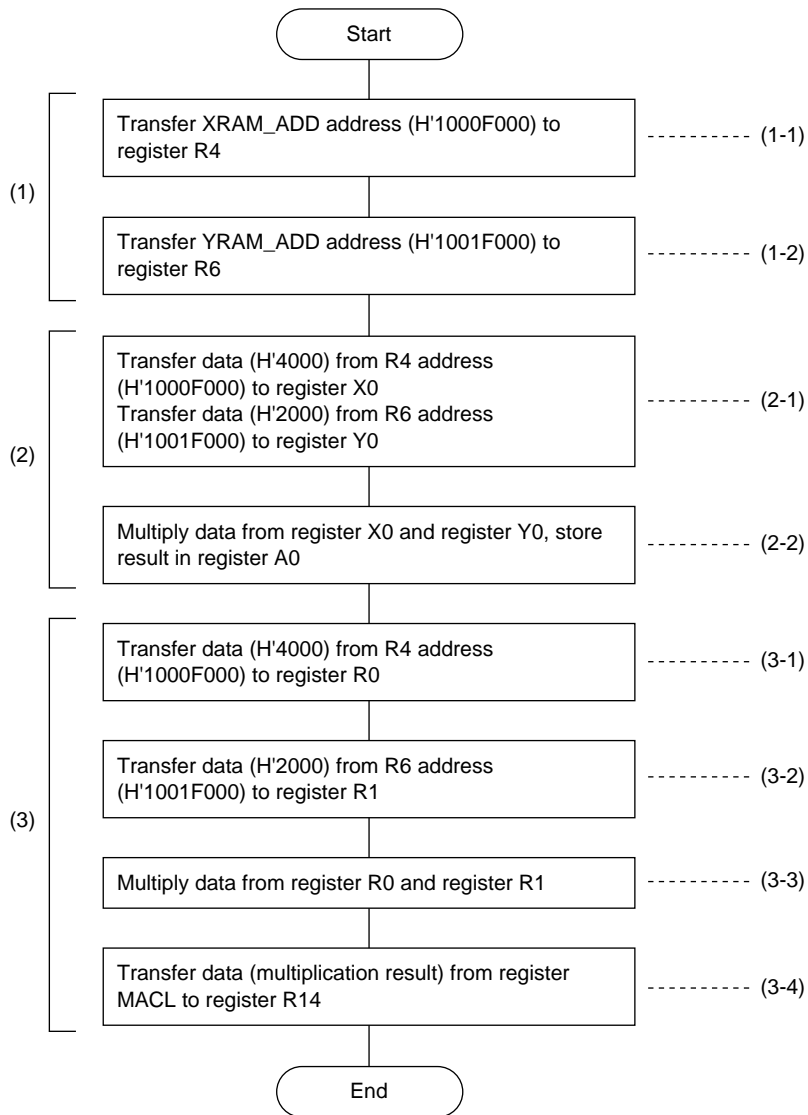 Start
(1)
Transfer XRAM_ADD address (H'1000F000) to
register R4
(1-1)
Transfer YRAM_ADD address (H'1001F000) to
register R6
(1-2)
(2)
Transfer data (H'4000) from R4 address
(H'1000F000) to register X0
Transfer data (H'2000) from R6 address
(H'1001F000) to register Y0
(2-1)
Multiply data from register X0 and register Y0, store
result in register A0
(2-2)
(3)
Transfer data (H'4000) from R4 address
(H'1000F000) to register R0
(3-1)
Transfer data (H'2000) from R6 address
(H'1001F000) to register R1
(3-2)
Multiply data from register R0 and register R1
(3-3)
Transfer data (multiplication result) from register
MACL to register R14
(3-4)
End